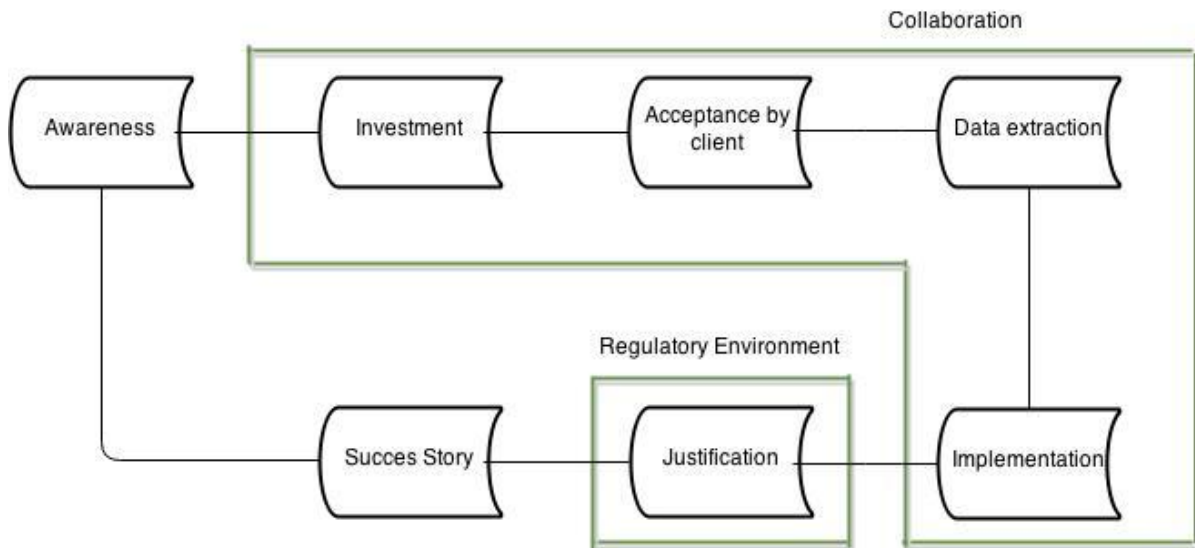 Collaboration
Awareness
Investment
Acceptance by
client
Data extraction
Regulatory Environment
Succes Story
Justification
Implementation